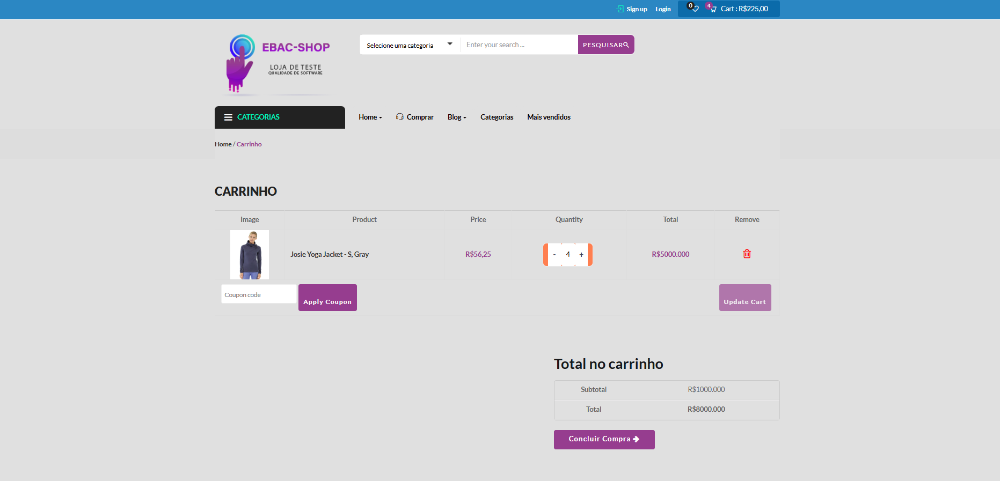 Sign up Login 0 4 Cart : R$225,00
EBAC-SHOP
LOJA DE TESTE
QUALIDADE DE SOFTWARE
Selecione uma categoria Enter your search ... PESQUISAR
CATEGORIAS Home Comprar Blog Categorias Mais vendidos
Home / Carrinho
CARRINHO
Image Product Price Quantity Total Remove
Josie Yoga Jacket - S, Gray R$56,25 - 4 + R$5000.000
Coupon code Apply Coupon Update Cart
Total no carrinho
Subtotal R$1000.000
Total R$8000.000
Concluir Compra